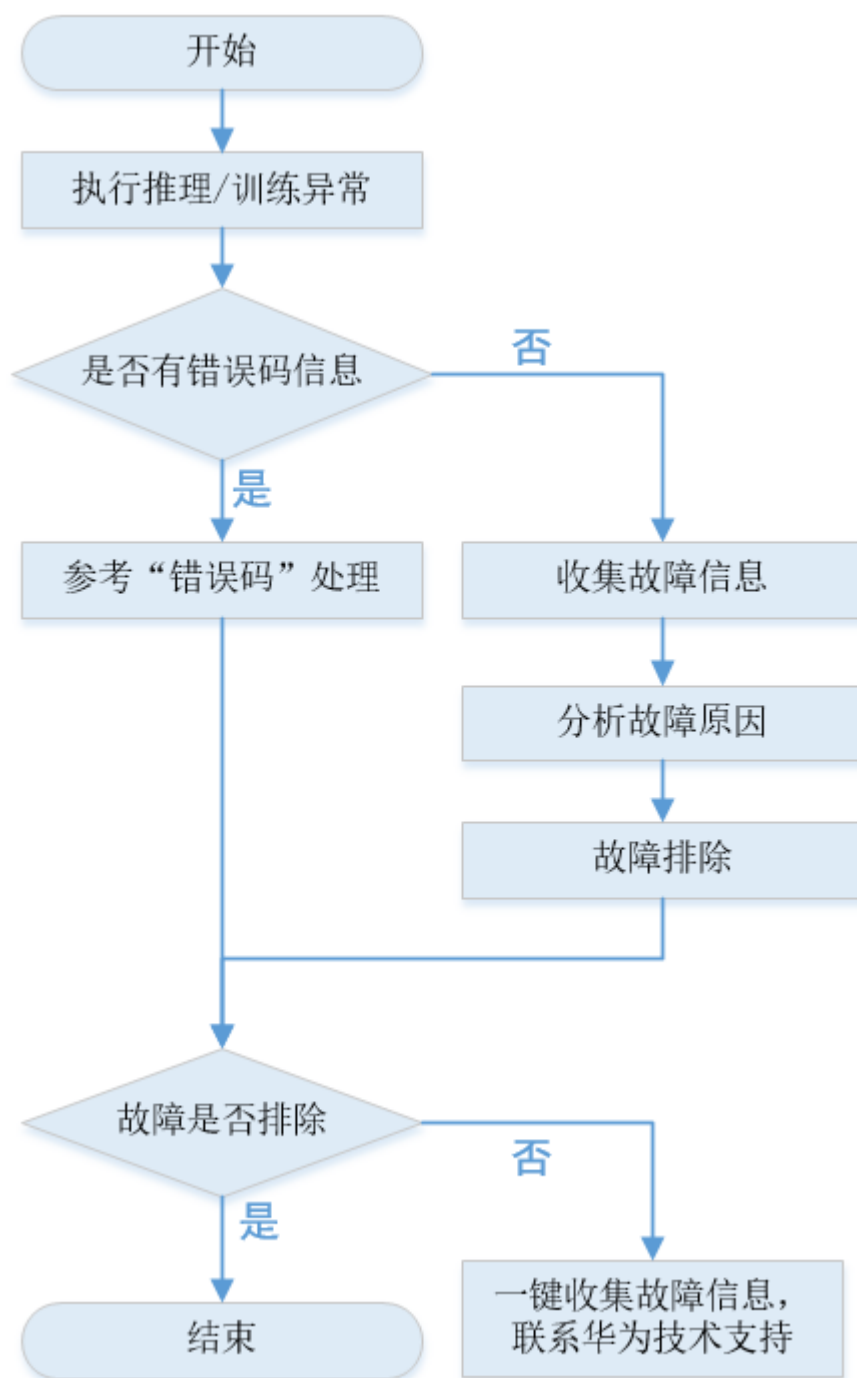 开始
执行推理/训练异常
是否有错误码信息
否
是
参考“错误码”处理
收集故障信息
分析故障原因
故障排除
故障是否排除
否
是
一键收集故障信息，
联系华为技术支持
结束